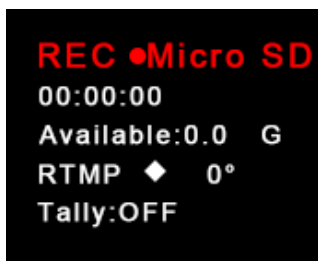 REC ●Micro SD
00:00:00
Available:0.0 G
RTMP ◆ 0°
Tally:OFF